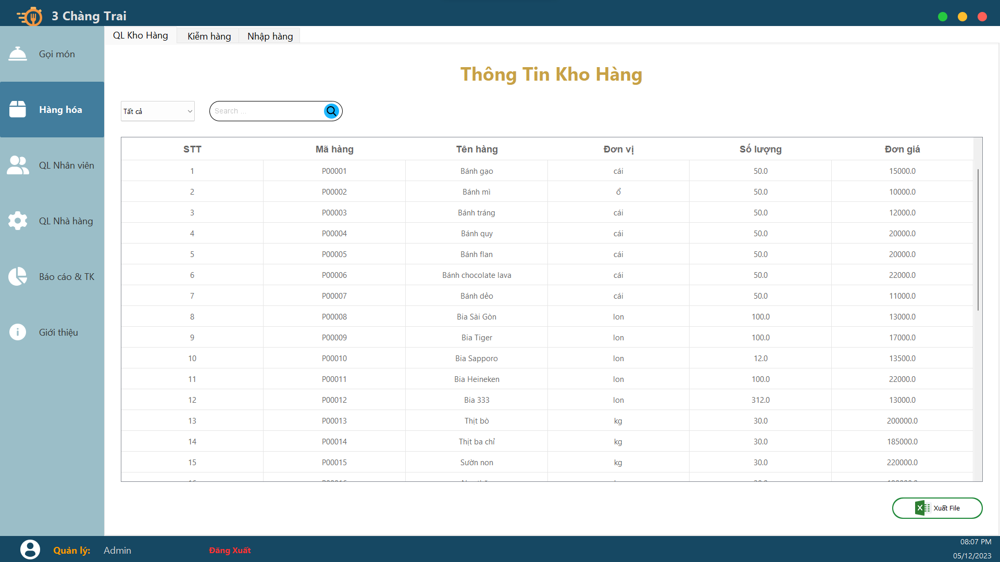 3 Chàng Trai
QL Kho Hàng Kiểm hàng Nhập hàng
Gọi món
Hàng hóa
QL Nhân viên
QL Nhà hàng
Báo cáo & TK
Giới thiệu
Thông Tin Kho Hàng
Tất cả Search ...
STT Mã hàng Tên hàng Đơn vị Số lượng Đơn giá
1 P00001 Bánh gạo cái 50.0 15000.0
2 P00002 Bánh mì ổ 50.0 10000.0
3 P00003 Bánh tráng cái 50.0 12000.0
4 P00004 Bánh quy cái 50.0 20000.0
5 P00005 Bánh flan cái 50.0 20000.0
6 P00006 Bánh chocolate lava cái 50.0 22000.0
7 P00007 Bánh dẻo cái 50.0 11000.0
8 P00008 Bia Sài Gòn lon 100.0 13000.0
9 P00009 Bia Tiger lon 100.0 17000.0
10 P00010 Bia Sapporo lon 12.0 13500.0
11 P00011 Bia Heineken lon 100.0 22000.0
12 P00012 Bia 333 lon 312.0 13000.0
13 P00013 Thịt bò kg 30.0 200000.0
14 P00014 Thịt ba chỉ kg 30.0 185000.0
15 P00015 Sườn non kg 30.0 220000.0
Xuất File
Quản lý: Admin Đăng Xuất
08:07 PM
05/12/2023